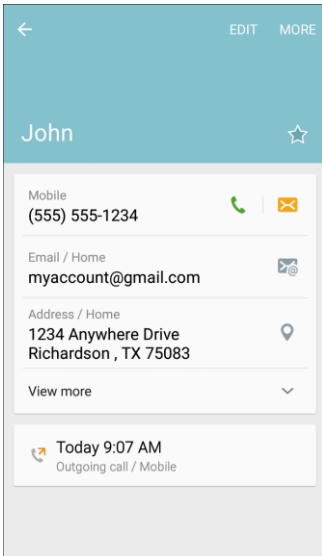 EDIT MORE
John
Mobile
(555) 555-1234
Email / Home
myaccount@gmail.com
Address / Home
1234 Anywhere Drive
Richardson , TX 75083
View more
Today 9:07 AM
Outgoing call / Mobile